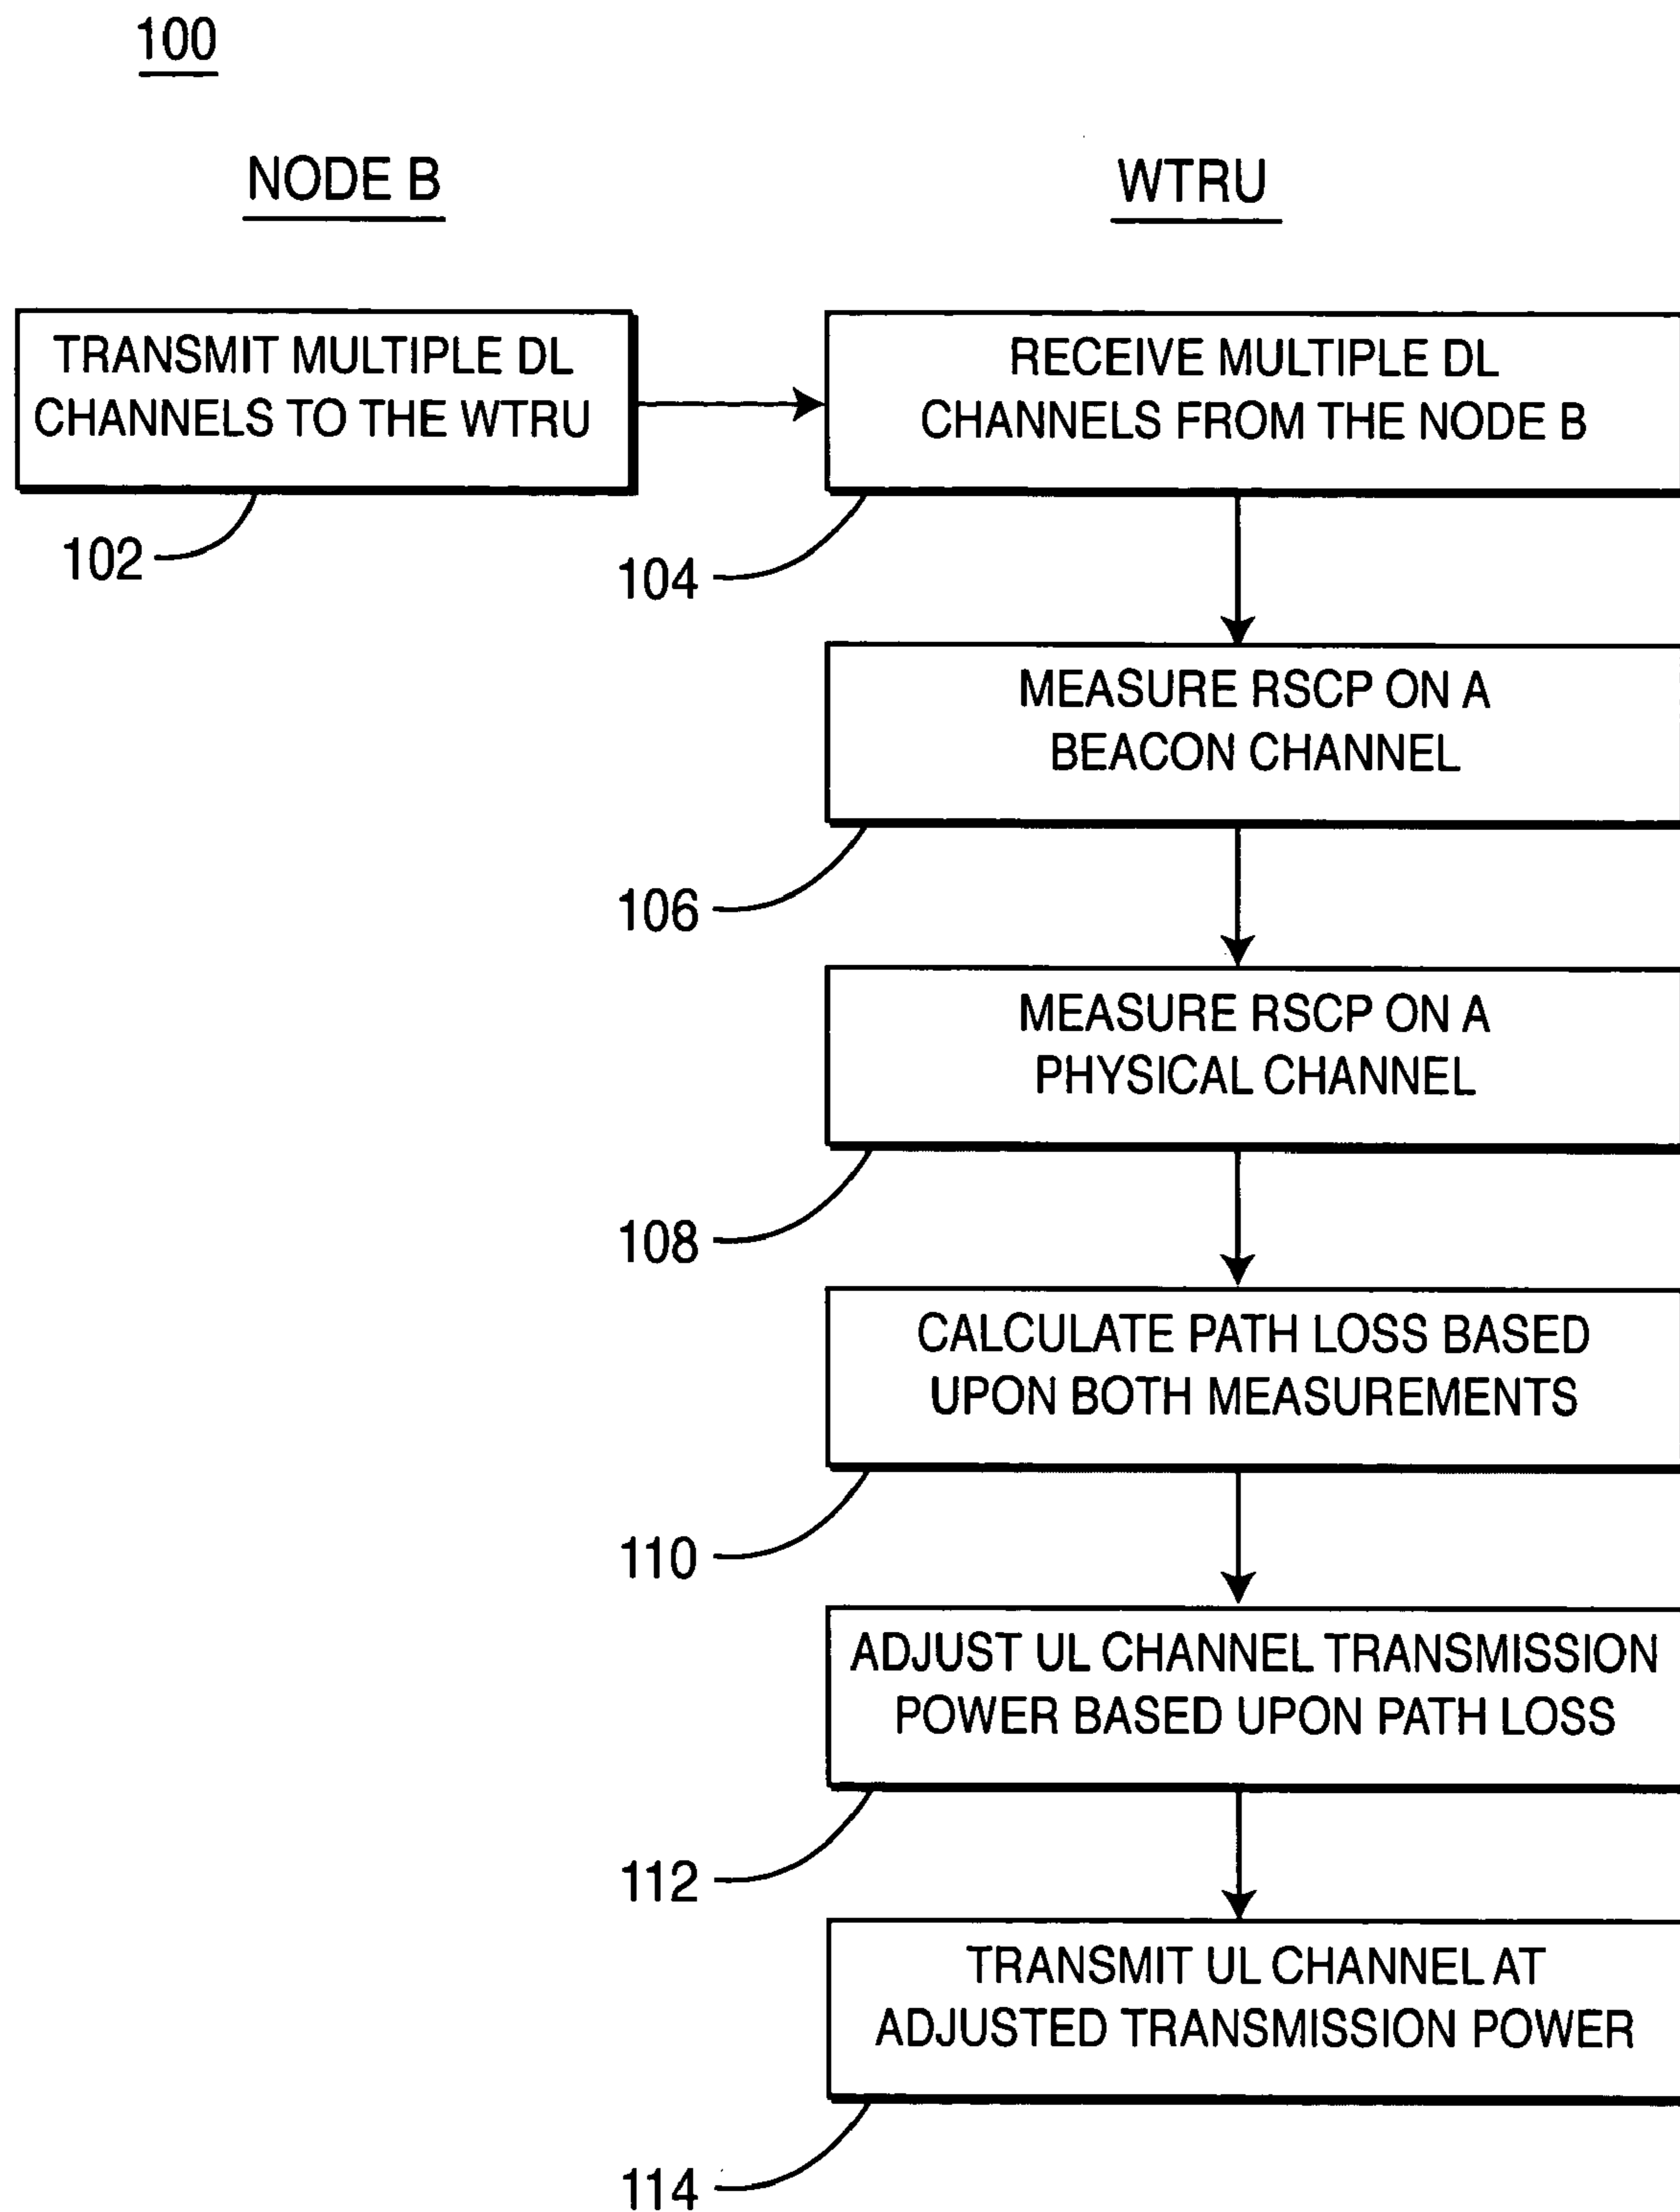 100
NODE B
WTRU
TRANSMIT MULTIPLE DL
CHANNELS TO THE WTRU
102
RECEIVE MULTIPLE DL
CHANNELS FROM THE NODE B
104
MEASURE RSCP ON A
BEACON CHANNEL
106
MEASURE RSCP ON A
PHYSICAL CHANNEL
108
CALCULATE PATH LOSS BASED
UPON BOTH MEASUREMENTS
110
ADJUST UL CHANNEL TRANSMISSION
POWER BASED UPON PATH LOSS
112
TRANSMIT UL CHANNEL AT
ADJUSTED TRANSMISSION POWER
114